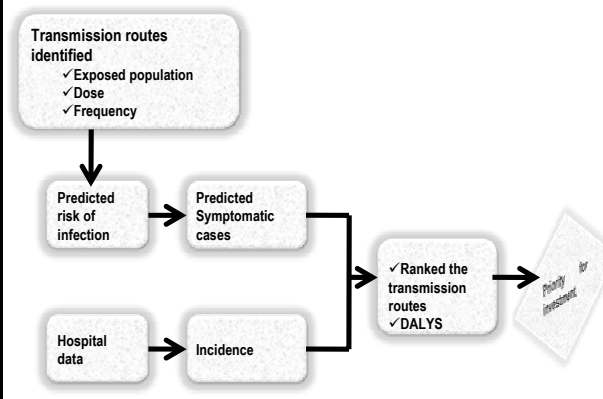 Transmission routes
identified
✓Exposed population
✓Dose
✓Frequency
Predicted
risk of
infection
Predicted
Symptomatic
cases
Hospital
data
Incidence
✓Ranked the
transmission
routes
✓DALYS
Priority for
investment